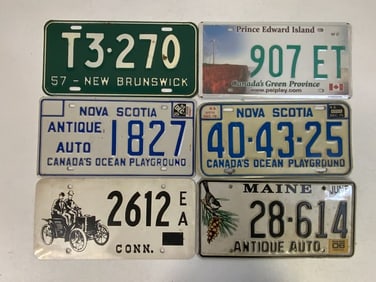 T3·270
57 - NEW BRUNSWICK
Prince Edward Island
907 ET
Canada's Green Province
www.peiplay.com
NOVA SCOTIA
ANTIQUE
AUTO
1827
CANADA'S OCEAN PLAYGROUND
NOVA SCOTIA
40·43·25
CANADA'S OCEAN PLAYGROUND
2612
E
A
CONN.
MAINE
JUNE
28·614
ANTIQUE AUTO
06